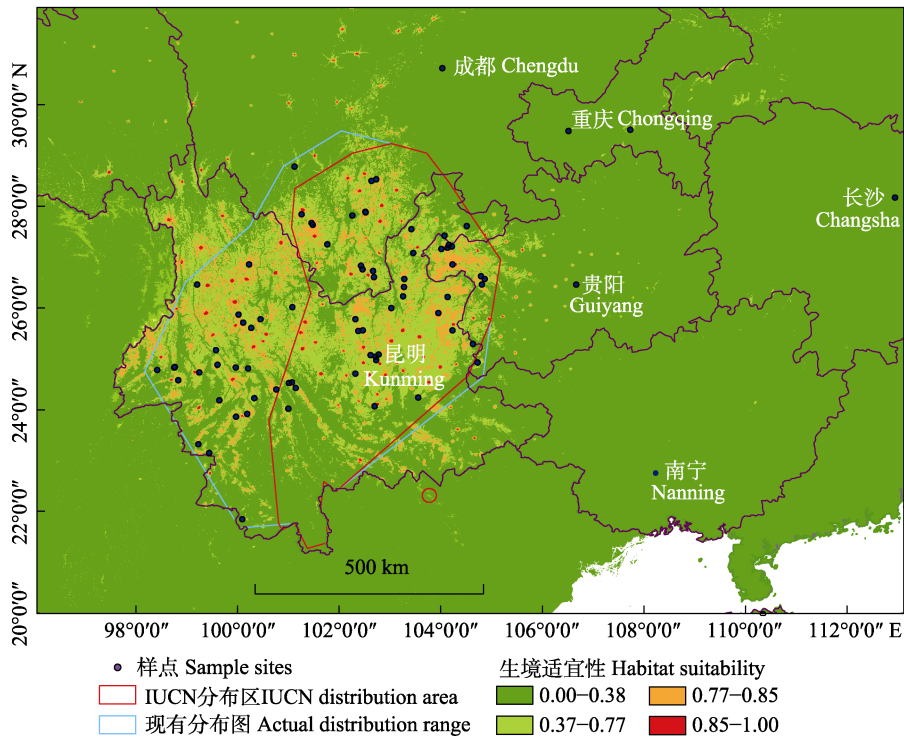 成都 Chengdu
重庆 Chongqing
长沙
Changsha
贵阳
Guiyang
昆明
Kunming
南宁
Nanning
500 km
30°0′0″ N
28°0′0″
26°0′0″
24°0′0″
22°0′0″
20°0′0″
98°0′0″
100°0′0″
102°0′0″
104°0′0″
106°0′0″
108°0′0″
110°0′0″
112°0′0″ E
样点 Sample sites
IUCN分布区IUCN distribution area
现有分布图 Actual distribution range
生境适宜性 Habitat suitability
0.00−0.38
0.37−0.77
0.77−0.85
0.85−1.00